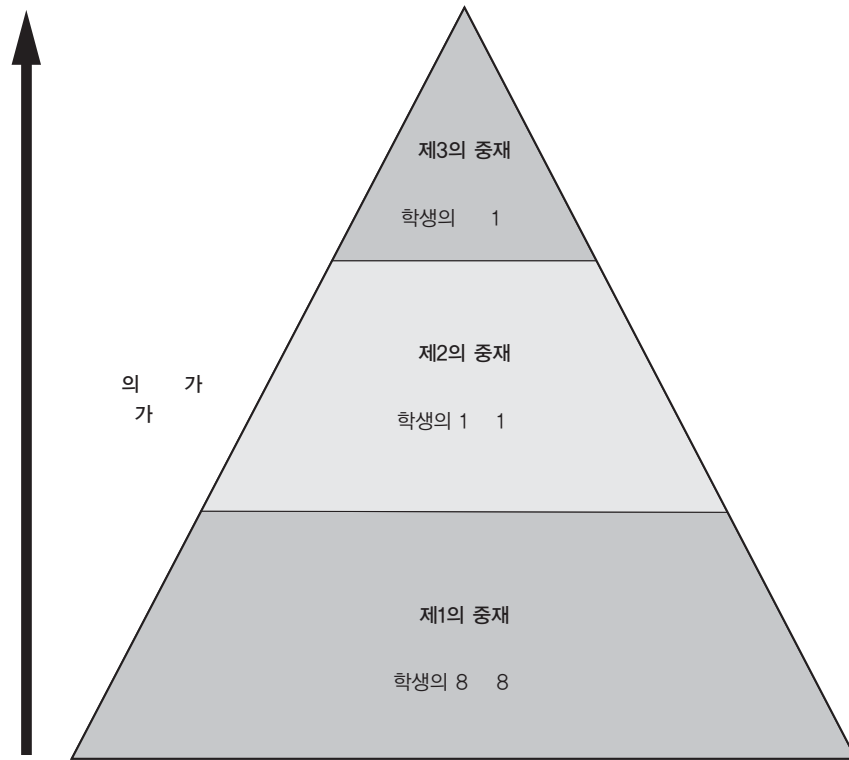 제3의 중재
학생의 1
제2의 중재
학생의 1 1
의 가
가
제1의 중재
학생의 8 8